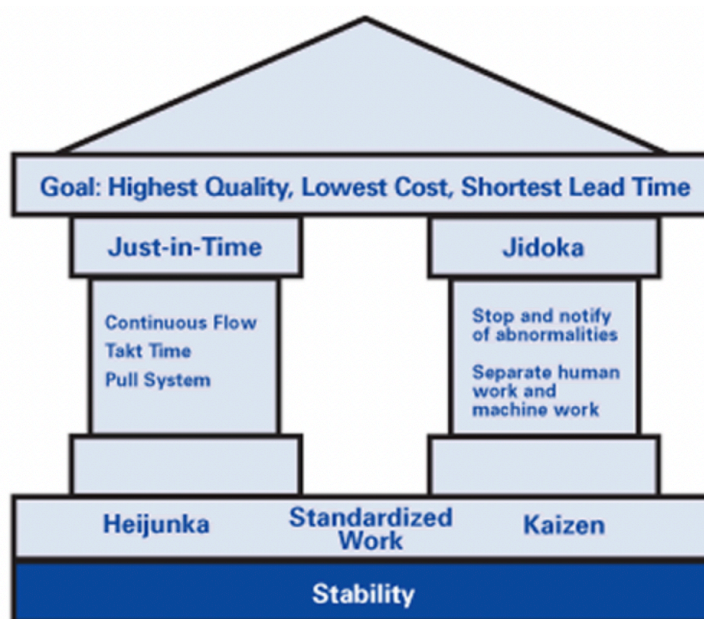 Goal: Highest Quality, Lowest Cost, Shortest Lead Time
Just-in-Time
Continuous Flow
Takt Time
Pull System
Jidoka
Stop and notify
of abnormalities
Separate human
work and
machine work
Heijunka
Standardized
Work
Kaizen
Stability